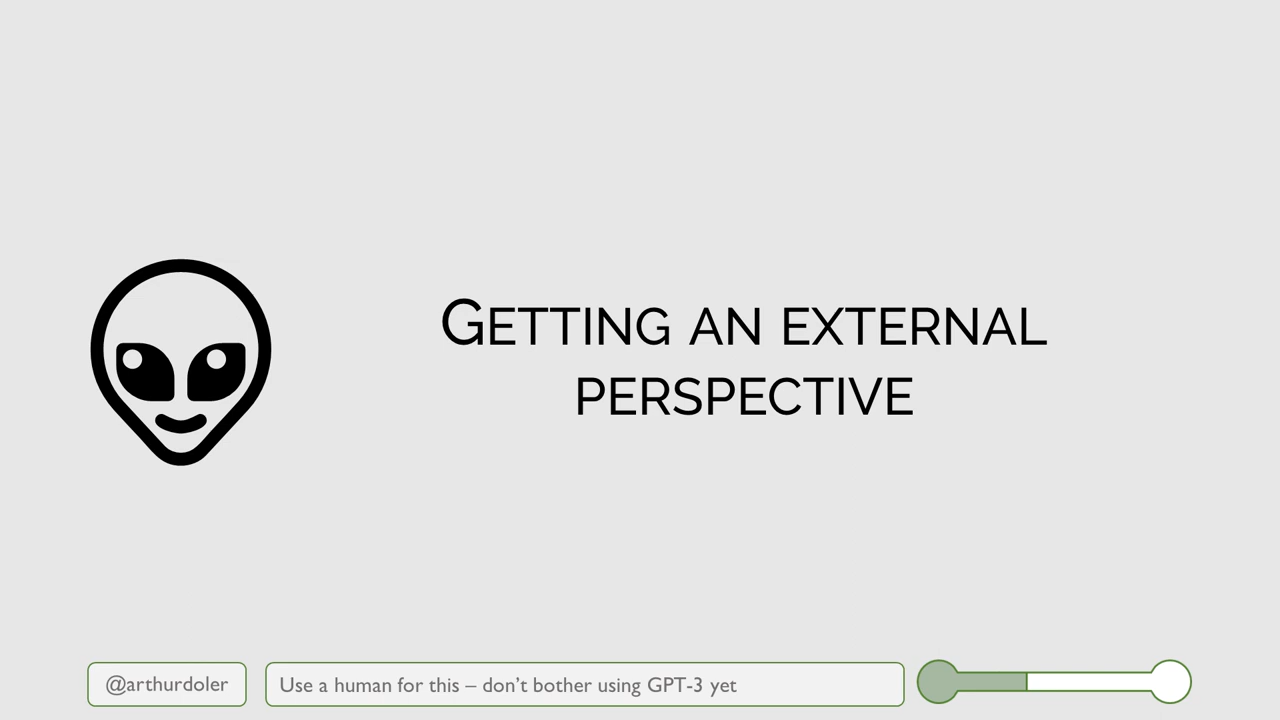 Getting an external
perspective
@arthurdoler
Use a human for this – don’t bother using GPT-3 yet